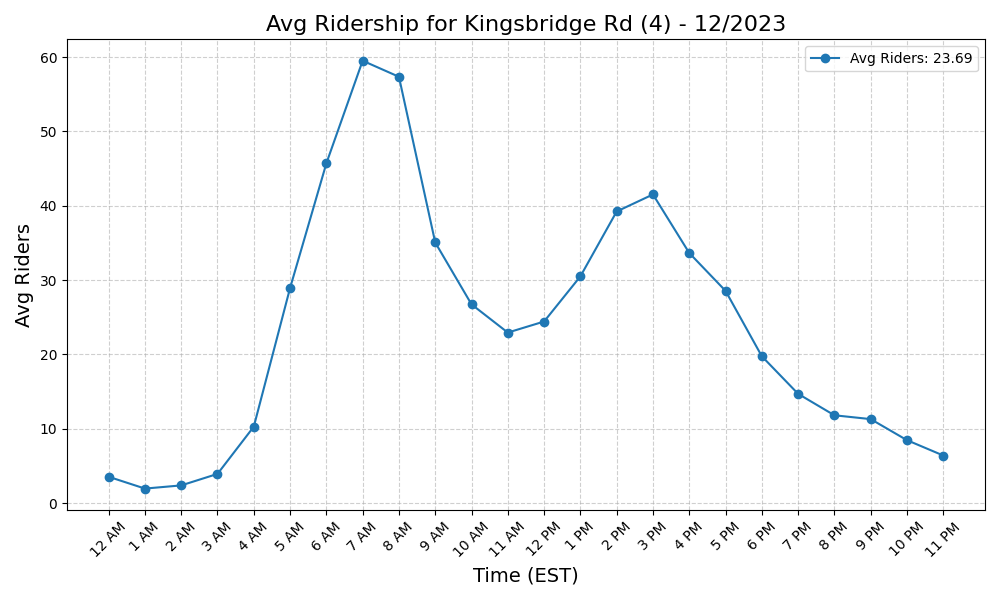 Avg Ridership for Kingsbridge Rd (4) - 12/2023
Avg Riders: 23.69
Avg Riders
60
50
40
30
20
10
0
12 AM
1 AM
2 AM
3 AM
4 AM
5 AM
6 AM
7 AM
8 AM
9 AM
10 AM
11 AM
12 PM
1 PM
2 PM
3 PM
4 PM
5 PM
6 PM
7 PM
8 PM
9 PM
10 PM
11 PM
Time (EST)